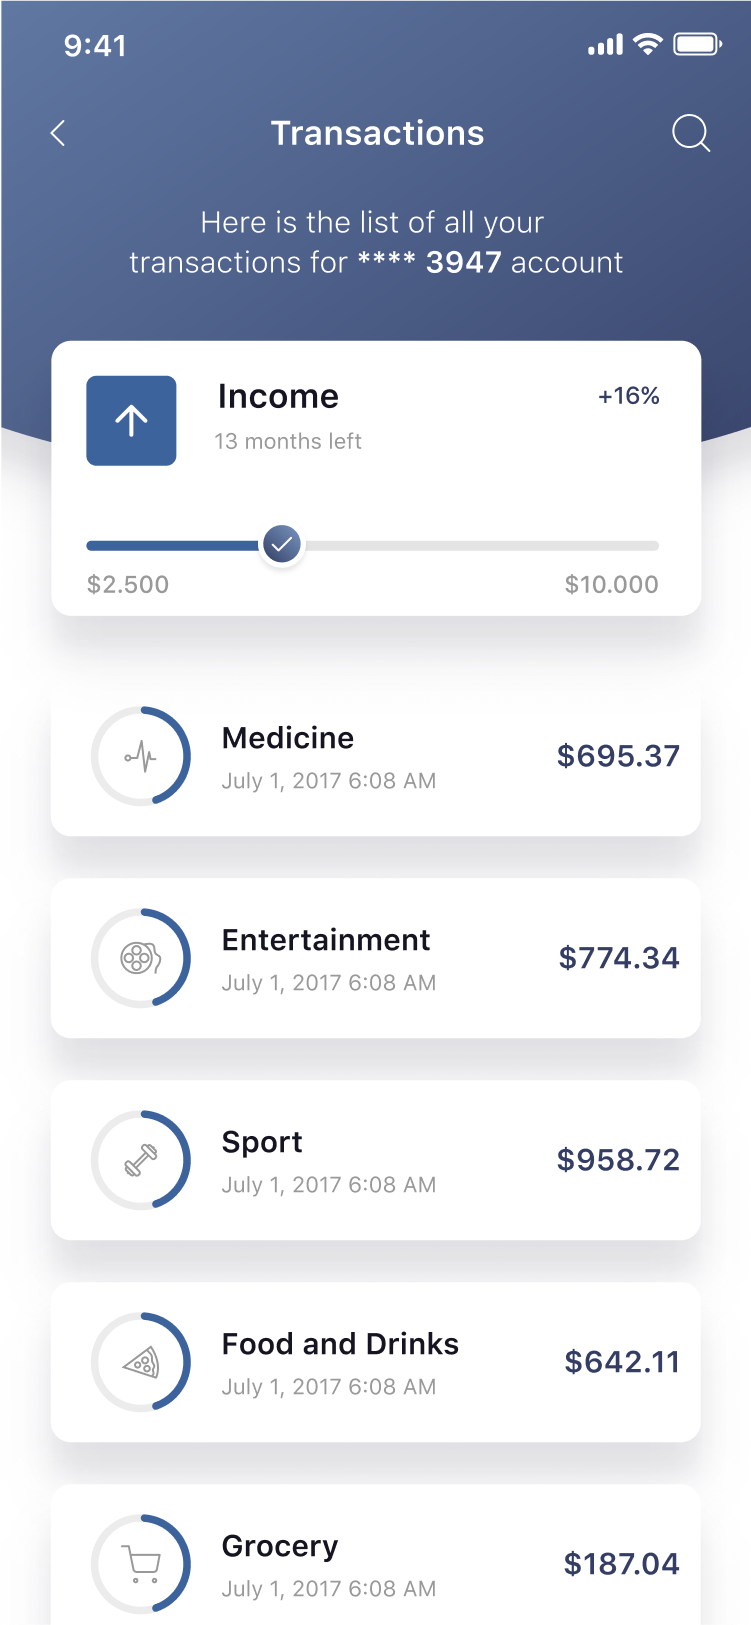 9:41
Transactions
Here is the list of all your
transactions for **** 3947 account
Income
+16%
13 months left
$2.500
$10.000
Medicine
July 1, 2017 6:08 AM
$695.37
Entertainment
July 1, 2017 6:08 AM
$774.34
Sport
July 1, 2017 6:08 AM
$958.72
Food and Drinks
July 1, 2017 6:08 AM
$642.11
Grocery
July 1, 2017 6:08 AM
$187.04